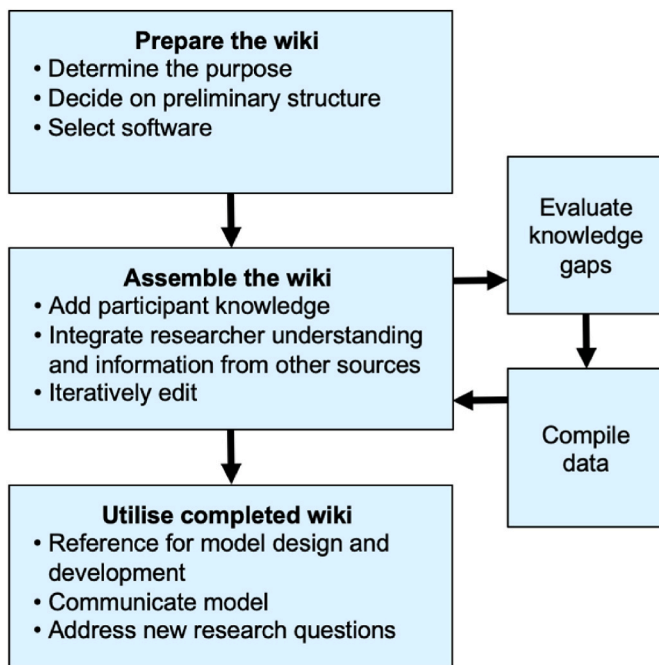 Prepare the wiki
• Determine the purpose
• Decide on preliminary structure
• Select software
Assemble the wiki
• Add participant knowledge
• Integrate researcher understanding
and information from other sources
• Iteratively edit
Evaluate
knowledge
gaps
Compile
data
Utilise completed wiki
• Reference for model design and
development
• Communicate model
• Address new research questions